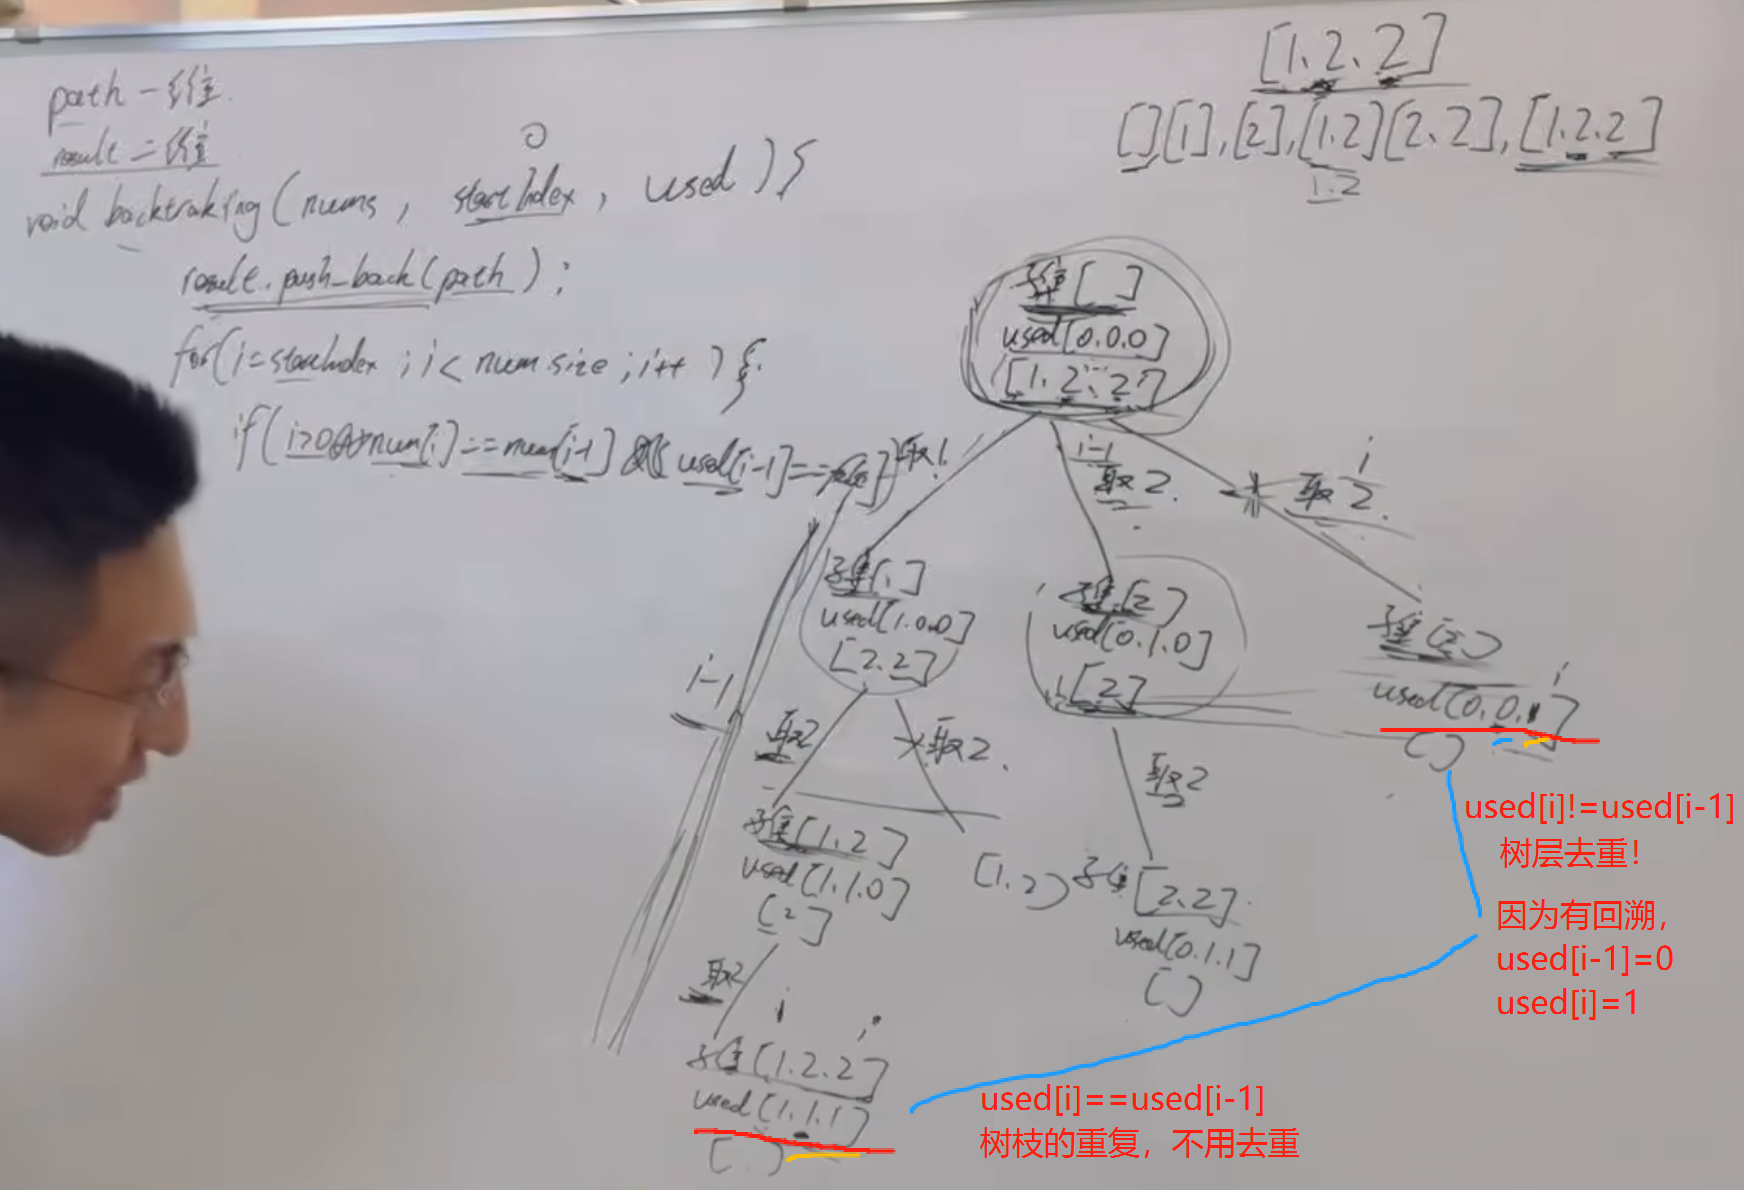 path 一维
result 二维
void backtraking(nums, startIndex, used){
result.push_back(path);
for(i=startIndex;i<num.size;i++){
if(i>0&&num[i]==num[i-1]&&used[i-1]==false)
[1.2.2]
[][1],[2],[1.2][2.2],[1.2.2]
1.2
子集[ ]
used[0.0.0]
[1.2.2]
取1
i-1
取2
i
取2
子集[1]
used[1.0.0]
[2.2]
子集[2]
used[0.1.0]
[2]
子集[2]
i
used[0.0.1]
[]
i-1
取2
取2
取2
子集[1.2]
used[1.1.0]
[2]
[1.2]
子集[2.2]
used[0.1.1]
[]
取2
i
子集[1.2.2]
used[1.1.1]
[]
used[i]!=used[i-1]
树层去重!
因为有回溯，
used[i-1]=0
used[i]=1
used[i]==used[i-1]
树枝的重复，不用去重